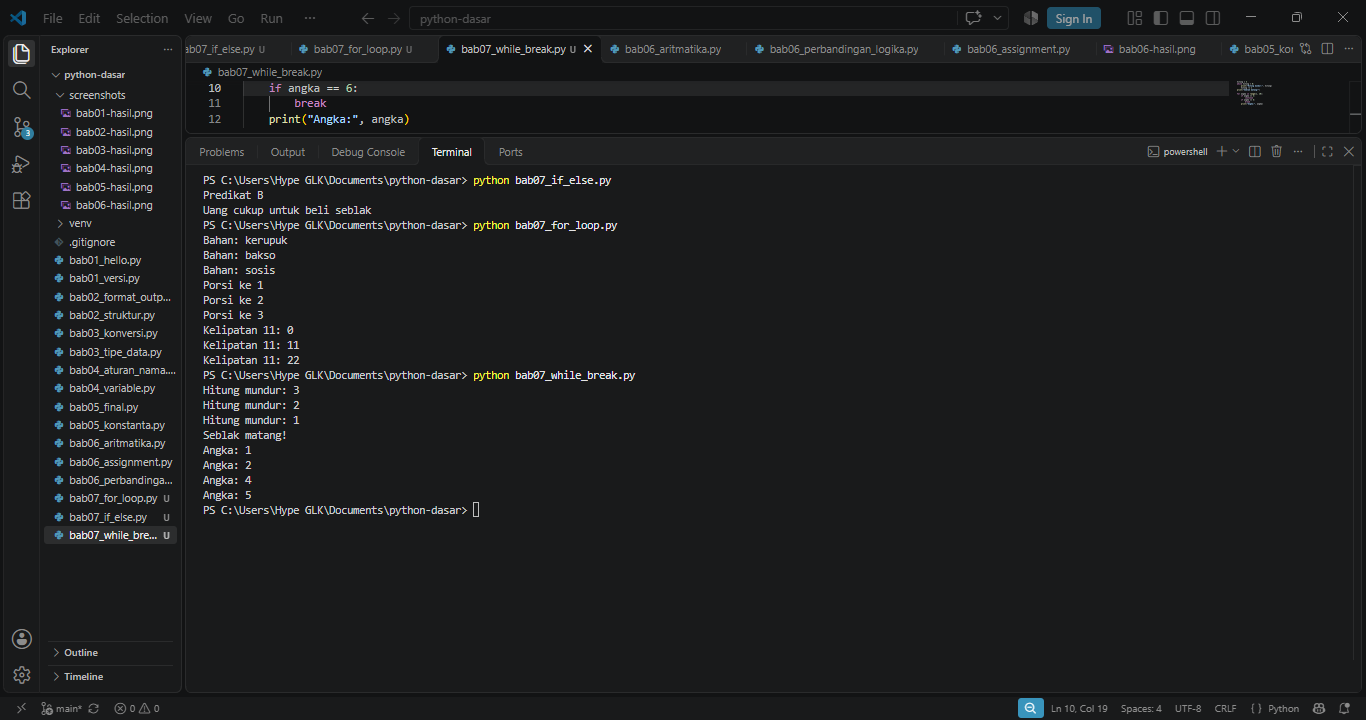 File Edit Selection View Go Run ··· python-dasar Sign In
Explorer ···
python-dasar
screenshots
bab01-hasil.png
bab02-hasil.png
bab03-hasil.png
bab04-hasil.png
bab05-hasil.png
bab06-hasil.png
venv
.gitignore
bab01_hello.py
bab01_versi.py
bab02_format_outp...
bab02_struktur.py
bab03_konversi.py
bab03_tipe_data.py
bab04_aturan_nama....
bab04_variable.py
bab05_final.py
bab05_konstanta.py
bab06_aritmatika.py
bab06_assignment.py
bab06_perbandinga...
bab07_for_loop.py U
bab07_if_else.py U
bab07_while_bre... U
Outline
Timeline
3
ab07_if_else.py U bab07_for_loop.py U bab07_while_break.py U bab06_aritmatika.py bab06_perbandingan_logika.py bab06_assignment.py bab06-hasil.png bab05_kor
bab07_while_break.py
10 if angka == 6:
11 break
12 print("Angka:", angka)
Problems Output Debug Console Terminal Ports powershell
PS C:\Users\Hype GLK\Documents\python-dasar> python bab07_if_else.py
Predikat B
Uang cukup untuk beli seblak
PS C:\Users\Hype GLK\Documents\python-dasar> python bab07_for_loop.py
Bahan: kerupuk
Bahan: bakso
Bahan: sosis
Porsi ke 1
Porsi ke 2
Porsi ke 3
Kelipatan 11: 0
Kelipatan 11: 11
Kelipatan 11: 22
PS C:\Users\Hype GLK\Documents\python-dasar> python bab07_while_break.py
Hitung mundur: 3
Hitung mundur: 2
Hitung mundur: 1
Seblak matang!
Angka: 1
Angka: 2
Angka: 4
Angka: 5
PS C:\Users\Hype GLK\Documents\python-dasar>
main* 0 0 Ln 10, Col 19 Spaces: 4 UTF-8 CRLF {} Python